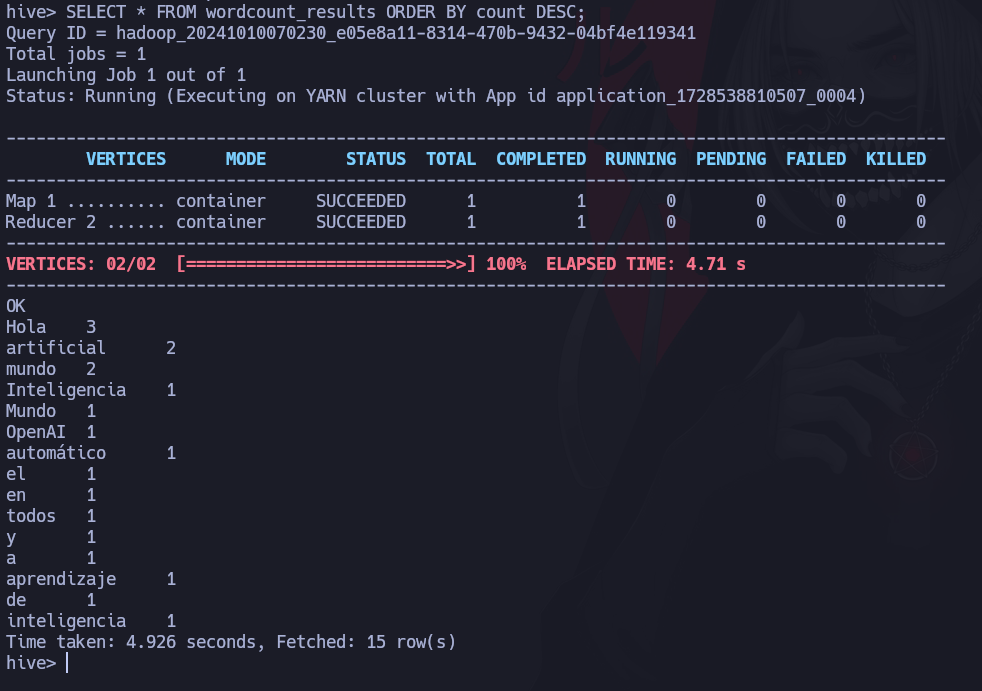 hive> SELECT * FROM wordcount_results ORDER BY count DESC;
Query ID = hadoop_20241010070230_e05e8a11-8314-470b-9432-04bf4e119341
Total jobs = 1
Launching Job 1 out of 1
Status: Running (Executing on YARN cluster with App id application_1728538810507_0004)

----------------------------------------------------------------------------------------------
        VERTICES      MODE        STATUS  TOTAL  COMPLETED  RUNNING  PENDING  FAILED  KILLED
----------------------------------------------------------------------------------------------
Map 1 .......... container     SUCCEEDED      1          1        0        0       0       0
Reducer 2 ...... container     SUCCEEDED      1          1        0        0       0       0
----------------------------------------------------------------------------------------------
VERTICES: 02/02  [==========================>>] 100%  ELAPSED TIME: 4.71 s
----------------------------------------------------------------------------------------------
OK
Hola    3
artificial      2
mundo   2
Inteligencia    1
Mundo   1
OpenAI  1
automático      1
el      1
en      1
todos   1
y       1
a       1
aprendizaje     1
de      1
inteligencia    1
Time taken: 4.926 seconds, Fetched: 15 row(s)
hive>